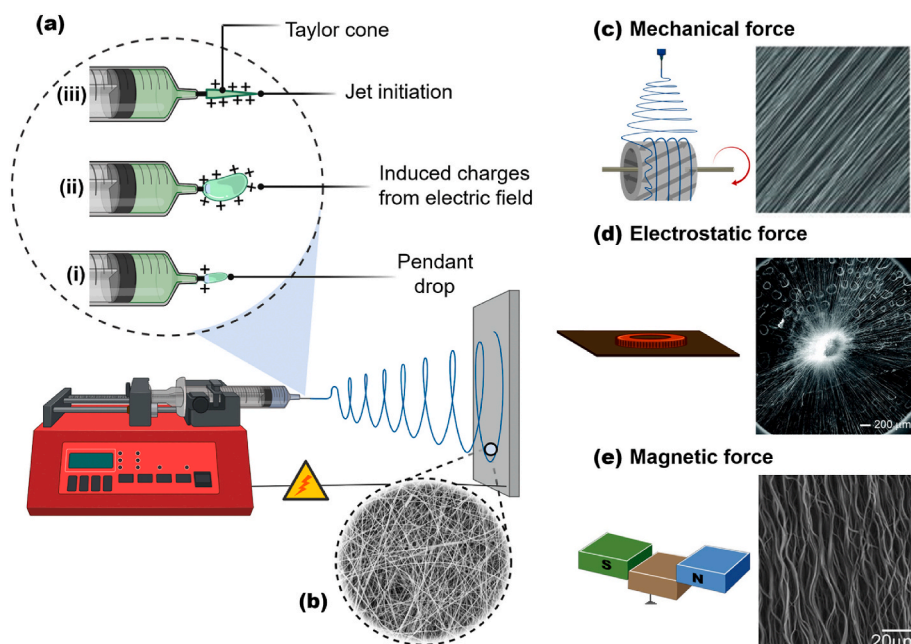 (a)
Taylor cone
(iii)
Jet initiation
(ii)
Induced charges
from electric field
(i)
Pendant
drop
(b)
(c) Mechanical force
(d) Electrostatic force
200 µm
(e) Magnetic force
S
N
20µm